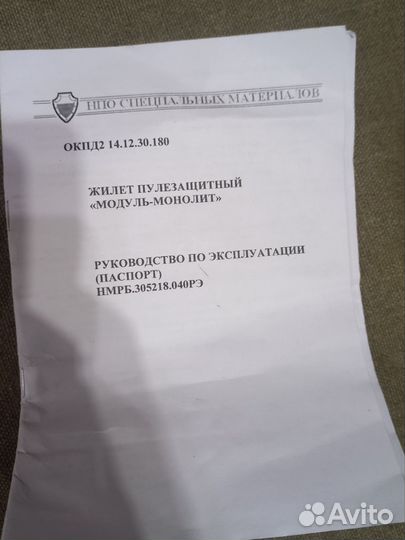 НПО СПЕЦИАЛЬНЫХ МАТЕРИАЛОВ
ОКПД2 14.12.30.180
ЖИЛЕТ ПУЛЕЗАЩИТНЫЙ
«МОДУЛЬ-МОНОЛИТ»
РУКОВОДСТВО ПО ЭКСПЛУАТАЦИИ
(ПАСПОРТ)
НМРБ.305218.040РЭ
Avito